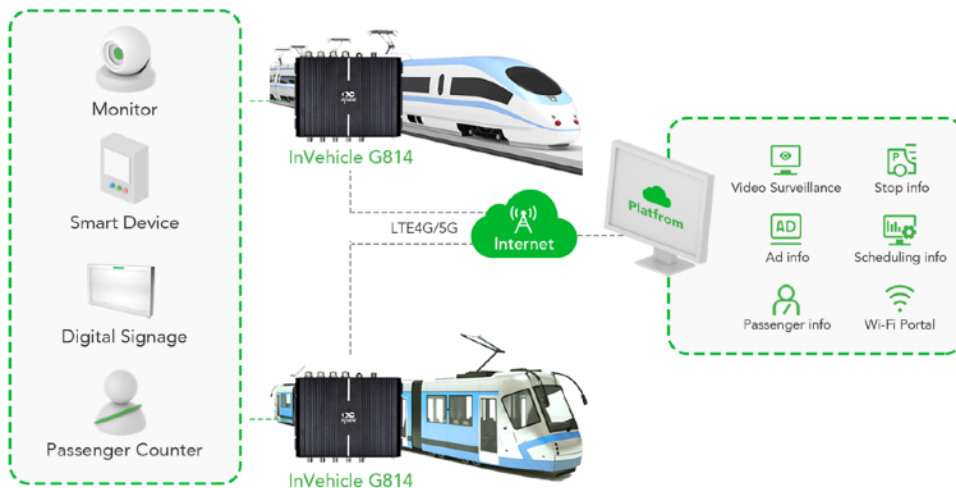 Monitor
Smart Device
Digital Signage
Passenger Counter
InVehicle G814
LTE4G/5G
Internet
InVehicle G814
Platfrom
Video Surveillance
P
Stop info
AD
Ad info
Scheduling info
Passenger info
Wi-Fi Portal